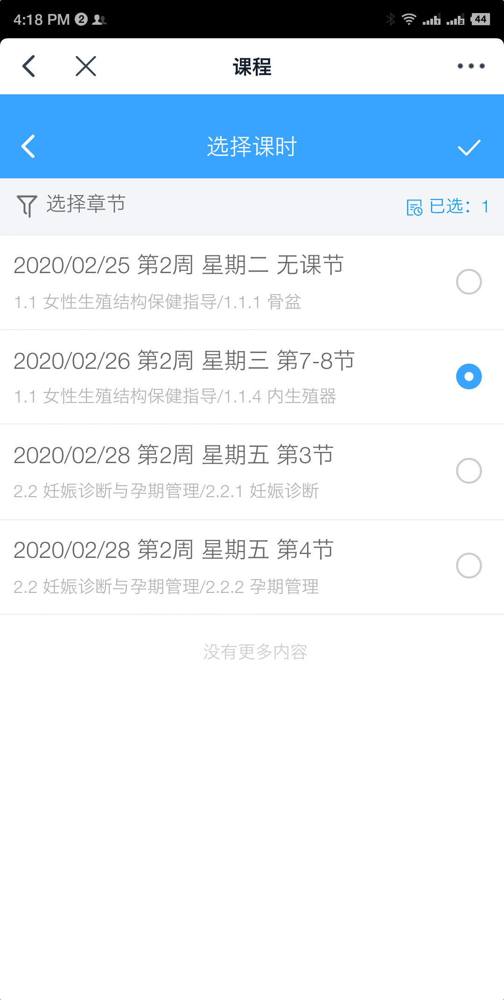 4:18 PM 2
1 2 44
课程
选择课时
选择章节
已选：1
2020/02/25 第2周 星期二 无课节
1.1 女性生殖结构保健指导/1.1.1 骨盆
2020/02/26 第2周 星期三 第7-8节
1.1 女性生殖结构保健指导/1.1.4 内生殖器
2020/02/28 第2周 星期五 第3节
2.2 妊娠诊断与孕期管理/2.2.1 妊娠诊断
2020/02/28 第2周 星期五 第4节
2.2 妊娠诊断与孕期管理/2.2.2 孕期管理
没有更多内容